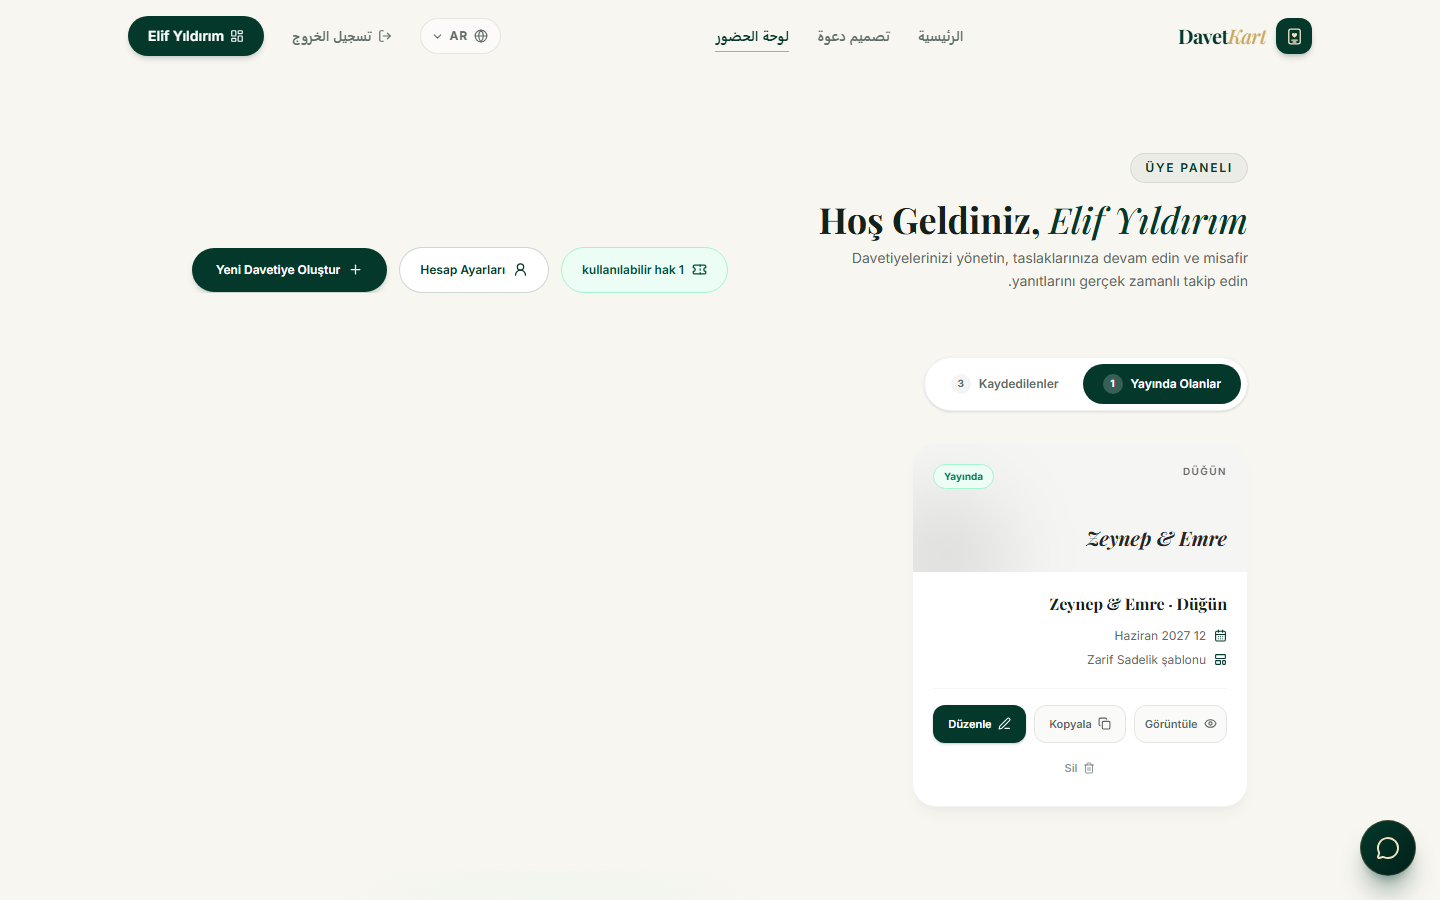 DavetKart
الرئيسية
تصميم دعوة
لوحة الحضور
AR
تسجيل الخروج
Elif Yıldırım
ÜYE PANELI
Hoş Geldiniz, Elif Yıldırım
Davetiyelerinizi yönetin, taslaklarınıza devam edin ve misafir
yanıtlarını gerçek zamanlı takip edin.
1 kullanılabilir hak
Hesap Ayarları
Yeni Davetiye Oluştur
Yayında Olanlar 1
Kaydedilenler 3
DÜĞÜN
Yayında
Zeynep & Emre
Zeynep & Emre · Düğün
12 Haziran 2027
Zarif Sadelik şablonu
Görüntüle
Kopyala
Düzenle
Sil